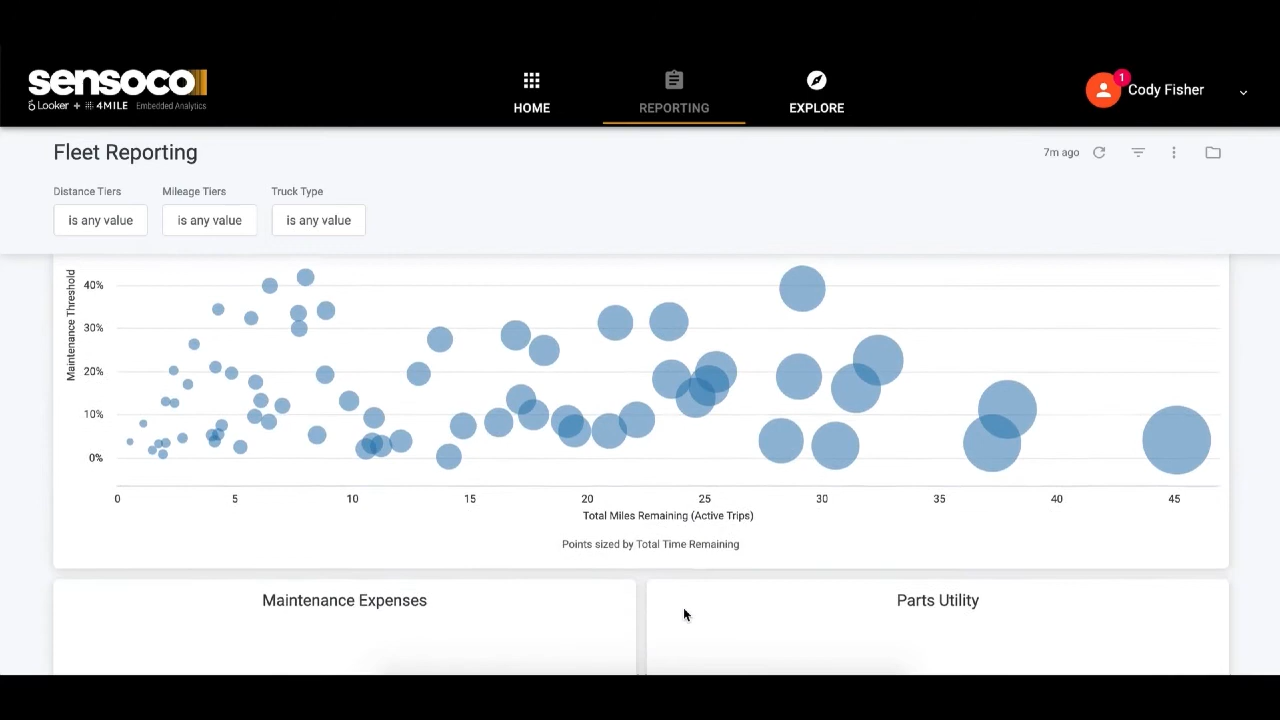 sensoco
Looker + 4MILE Embedded Analytics
HOME
REPORTING
EXPLORE
1
Cody Fisher
Fleet Reporting
7m ago
Distance Tiers
Mileage Tiers
Truck Type
is any value
is any value
is any value
Maintenance Threshold
40%
30%
20%
10%
0%
0 5 10 15 20 25 30 35 40 45
Total Miles Remaining (Active Trips)
Points sized by Total Time Remaining
Maintenance Expenses
Parts Utility